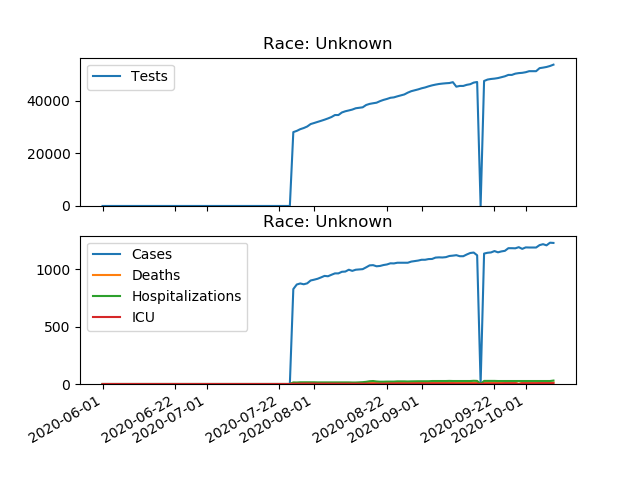 Race: Unknown
Tests
40000
20000
0
Race: Unknown
Cases
Deaths
Hospitalizations
ICU
1000
500
0
2020-06-01
2020-06-22
2020-07-01
2020-07-22
2020-08-01
2020-08-22
2020-09-01
2020-09-22
2020-10-01